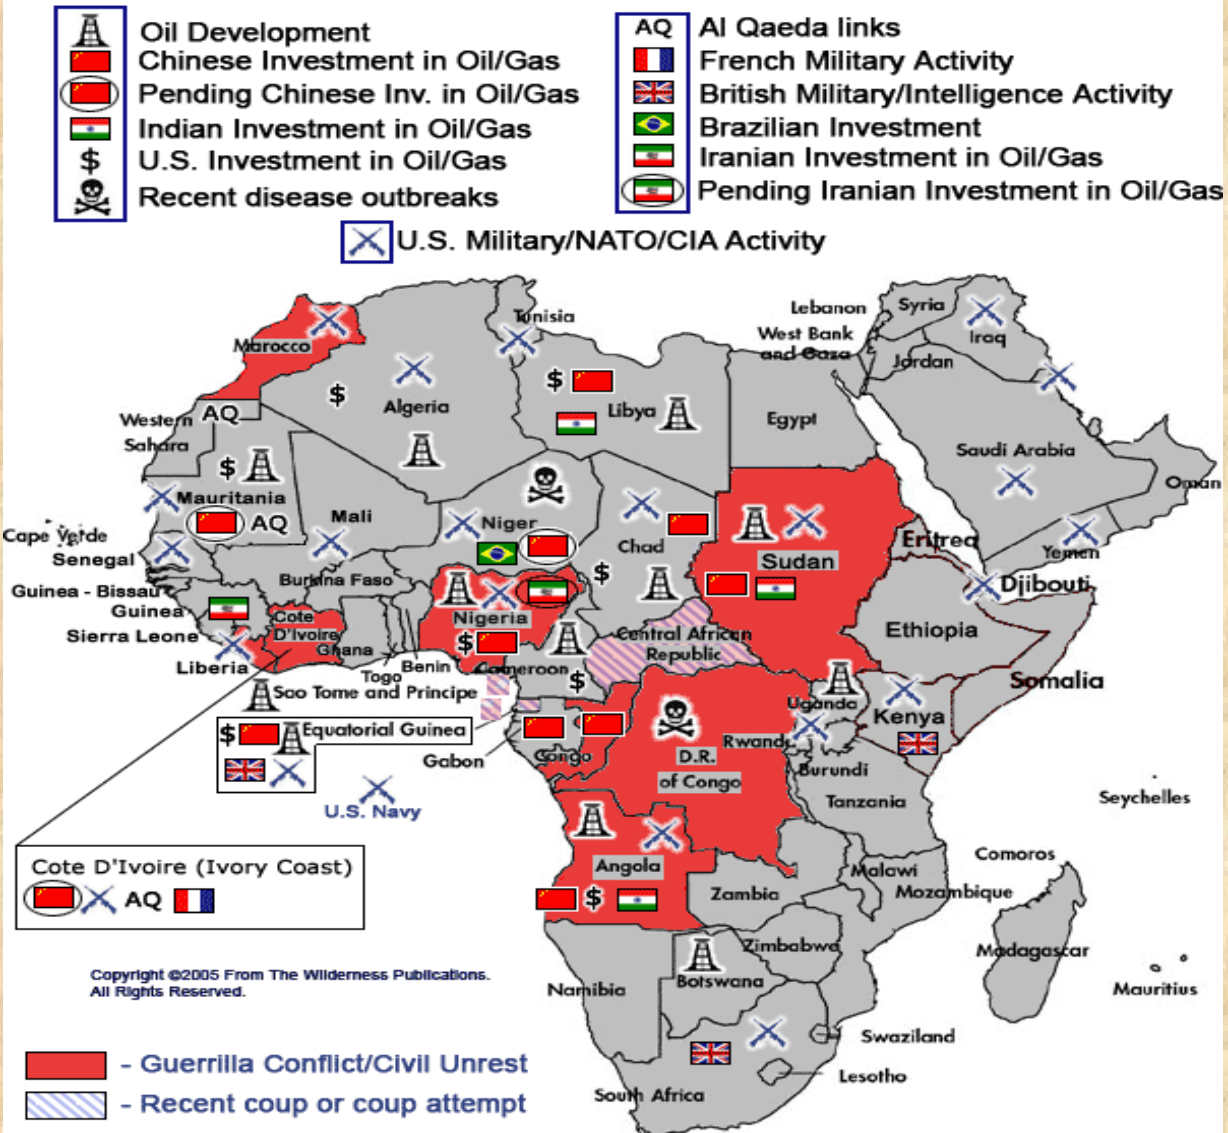 Oil Development
Chinese Investment in Oil/Gas
Pending Chinese Inv. in Oil/Gas
Indian Investment in Oil/Gas
$ U.S. Investment in Oil/Gas
Recent disease outbreaks
AQ Al Qaeda links
French Military Activity
British Military/Intelligence Activity
Brazilian Investment
Iranian Investment in Oil/Gas
Pending Iranian Investment in Oil/Gas
U.S. Military/NATO/CIA Activity
Tunisia
Lebanon
Syria
Iraq
West Bank
and Gaza
Jordan
Marocco
$
Algeria
$
Libya
Egypt
Western
Sahara
AQ
Saudi Arabia
Oman
$
Mauritania
AQ
Mali
Niger
Chad
$
Sudan
Eritrea
Yemen
Djibouti
Cape Verde
Senegal
Guinea - Bissau
Guinea
Sierra Leone
Liberia
Burkina Faso
Cote
D'Ivoire
Ghana
Togo
Benin
Nigeria
$
Cameroon
$
Central African
Republic
Ethiopia
Somalia
Uganda
Kenya
Sao Tome and Principe
Equatorial Guinea
$
Gabon
Congo
D.R.
of Congo
Rwanda
Burundi
Tanzania
Seychelles
U.S. Navy
Cote D'Ivoire (Ivory Coast)
AQ
Angola
$
Zambia
Malawi
Mozambique
Comoros
Madagascar
Mauritius
Zimbabwe
Botswana
Namibia
Swaziland
Lesotho
South Africa
Copyright ©2005 From The Wilderness Publications.
All Rights Reserved.
- Guerrilla Conflict/Civil Unrest
- Recent coup or coup attempt